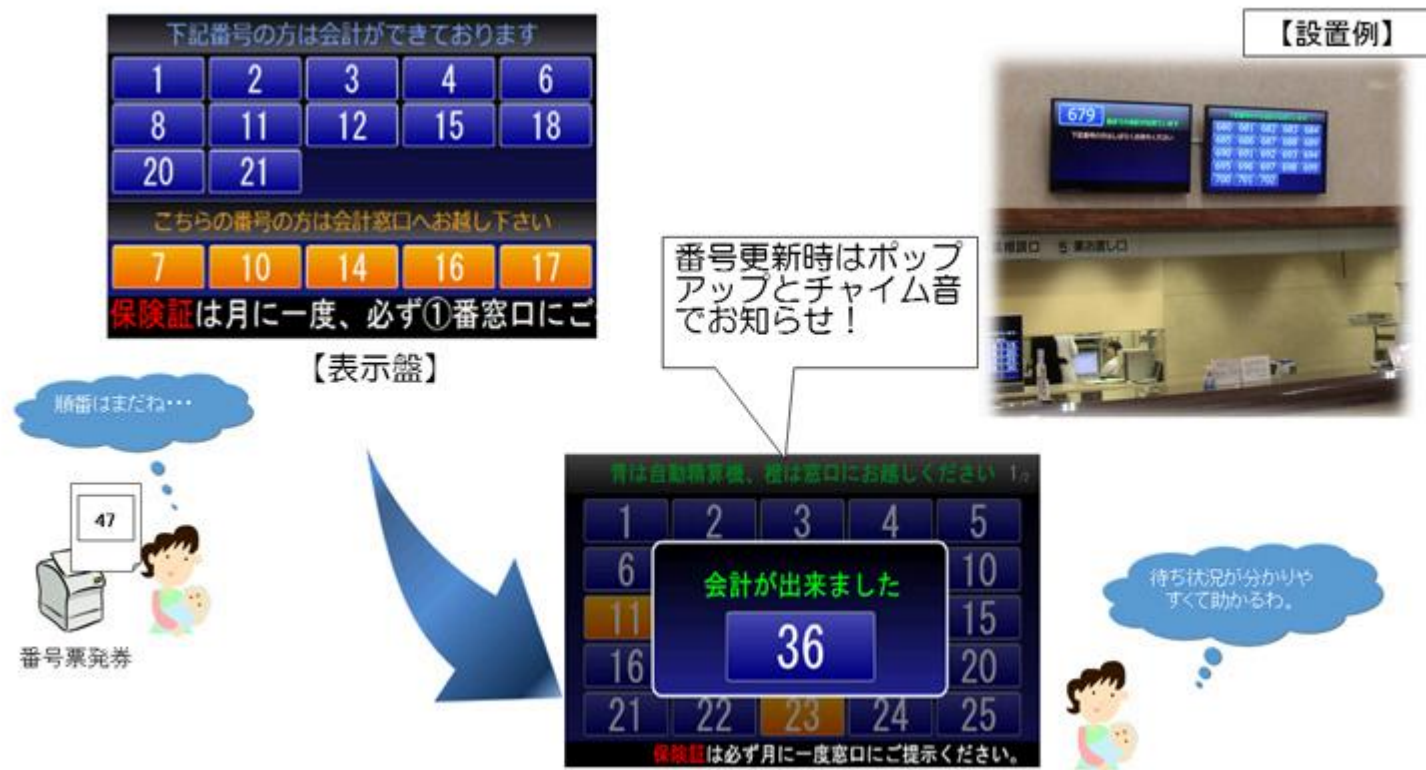 下記番号の方は会計ができております
1 2 3 4 6
8 11 12 15 18
20 21
こちらの番号の方は会計窓口へお越し下さい
7 10 14 16 17
保険証は月に一度、必ず①番窓口にご
【表示盤】
【設置例】
679
680 681 682 683 684
685 686 687 688 689
690 691 692 693 694
695 696 697 698 699
700 701 702
番号更新時はポップ
アップとチャイム音
でお知らせ！
順番はまだね・・・
47
番号票発券
青は自動精算機、橙は窓口にお越しください 1/2
1 2 3 4 5
6 10
11 15
16 20
21 22 23 24 25
会計が出来ました
36
保険証は必ず月に一度窓口にご提示ください。
待ち状況が分かりや
すくて助かるわ。